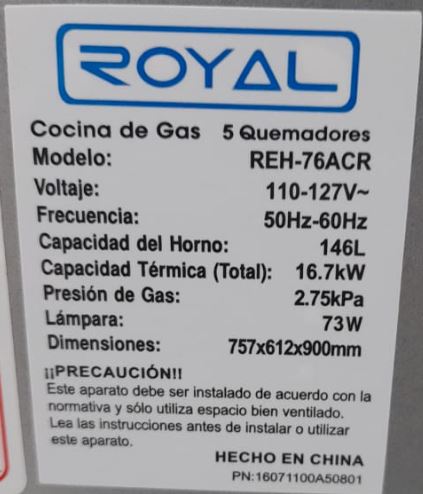 ROYAL
Cocina de Gas 5 Quemadores
Modelo: REH-76ACR
Voltaje: 110-127V~
Frecuencia: 50Hz-60Hz
Capacidad del Horno: 146L
Capacidad Térmica (Total): 16.7kW
Presión de Gas: 2.75kPa
Lámpara: 73W
Dimensiones: 757x612x900mm
¡¡PRECAUCIÓN!!
Este aparato debe ser instalado de acuerdo con la
normativa y sólo utiliza espacio bien ventilado.
Lea las instrucciones antes de instalar o utilizar
este aparato.
HECHO EN CHINA
PN:16071100A50801